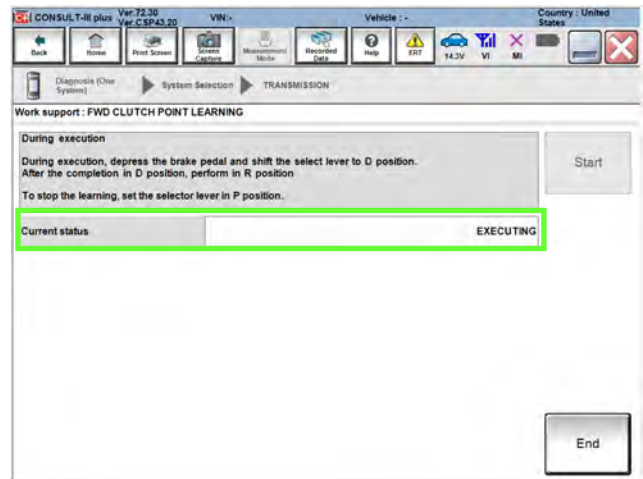 CONSULT-III plus Ver.72.30 VIN:- Vehicle : - Country : United
Ver.CSP43.20 States
Back Home Print Screen Screen Capture Measurement Mode Recorded Data Help ERT 14.3V VI MI
Diagnosis (One System) System Selection TRANSMISSION
Work support : FWD CLUTCH POINT LEARNING
During execution
During execution, depress the brake pedal and shift the select lever to D position.
After the completion in D position, perform in R position
To stop the learning, set the selector lever in P position.
Start
Current status EXECUTING
End